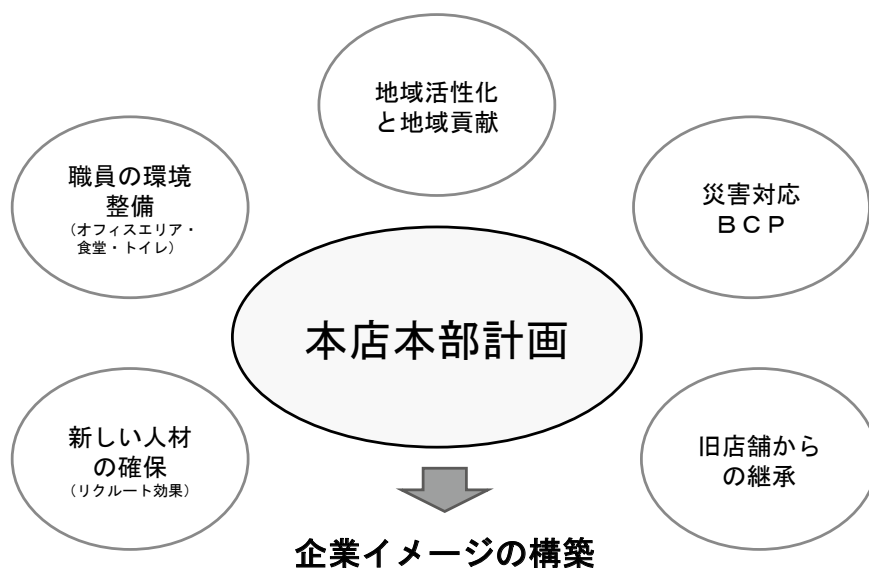 地域活性化
と地域貢献
職員の環境
整備
（オフィスエリア・
食堂・トイレ）
災害対応
ＢＣＰ
本店本部計画
新しい人材
の確保
（リクルート効果）
旧店舗から
の継承
企業イメージの構築